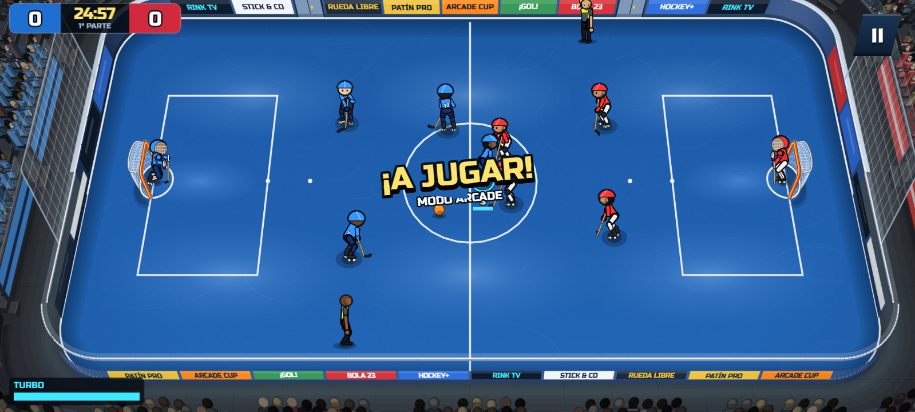 RINK TV
STICK & CO
RUEDA LIBRE
PATÍN PRO
ARCADE CUP
¡GOL!
HOCKEY+
RINK TV
0
24:57
1ª PARTE
0
¡A JUGAR!
MODO ARCADE
PATÍN PRO
ARCADE CUP
¡GOL!
BOLA 23
HOCKEY+
RINK TV
STICK & CO
RUEDA LIBRE
PATÍN PRO
ARCADE CUP
TURBO